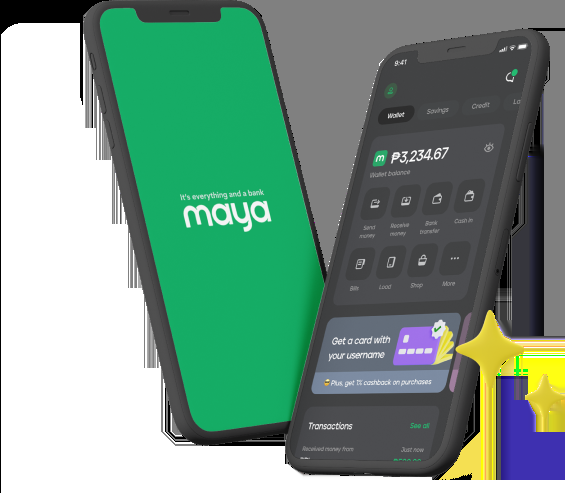 It's everything and a bank
maya
9:41
Wallet
Savings
Credit
Lo
₱3,234.67
Wallet balance
Send money
Receive money
Bank transfer
Cash in
Bills
Load
Shop
More
Get a card with
your username
Plus, get 1% cashback on purchases
Transactions
See all
Received money from
Just now